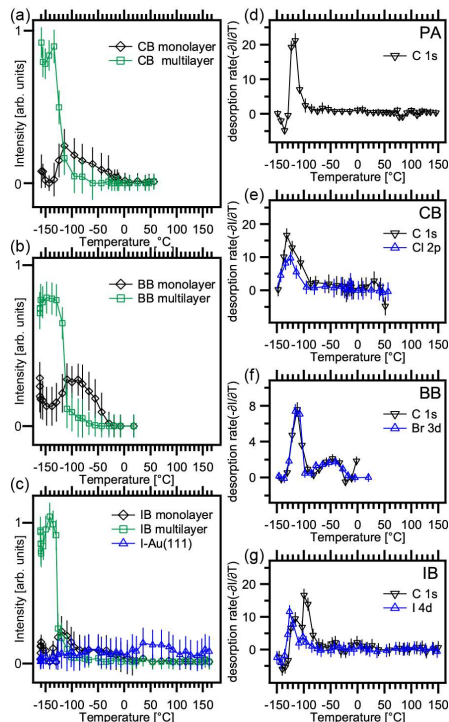 (a)
CB monolayer
CB multilayer
Intensity [arb. units]
1
0
-150 -100 -50 0 50 100 150
Temperature °C
(b)
BB monolayer
BB multilayer
Intensity [arb. units]
1
0
-150 -100 -50 0 50 100 150
Temperature [°C]
(c)
IB monolayer
IB multilayer
I-Au(111)
Intensity [arb. units]
1
0
-150 -100 -50 0 50 100 150
Temperature [°C]
(d)
PA
C 1s
desorption rate(-∂I/∂T)
20
10
0
-150 -100 -50 0 50 100 150
Temperature [°C]
(e)
CB
C 1s
Cl 2p
desorption rate(-∂I/∂T)
20
10
0
-150 -100 -50 0 50 100 150
Temperature [°C]
(f)
BB
C 1s
Br 3d
desorption rate(-∂I/∂T)
8
4
0
-150 -100 -50 0 50 100 150
Temperature [°C]
(g)
IB
C 1s
I 4d
desorption rate(-∂I/∂T)
20
10
0
-150 -100 -50 0 50 100 150
Temperature [°C]